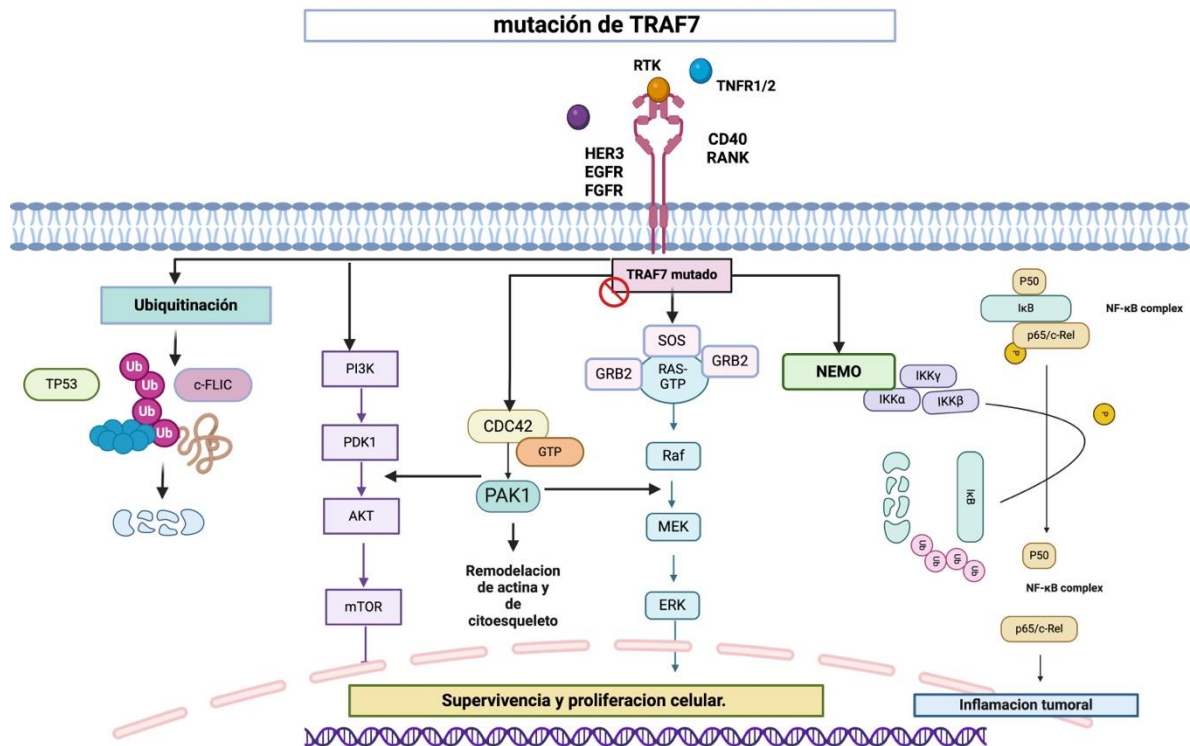 mutación de TRAF7
RTK
TNFR1/2
HER3
EGFR
FGFR
CD40
RANK
TRAF7 mutado
Ubiquitinación
TP53
Ub
Ub
Ub
Ub
c-FLIC
PI3K
PDK1
AKT
mTOR
CDC42
GTP
PAK1
Remodelacion
de actina y
de
citoesqueleto
SOS
GRB2
RAS-
GTP
GRB2
Raf
MEK
ERK
NEMO
IKKγ
IKKα
IKKβ
P50
IκB
NF-κB complex
p65/c-Rel
P
P
IκB
Ub
Ub
Ub
Ub
P50
NF-κB complex
p65/c-Rel
Supervivencia y proliferacion celular.
Inflamacion tumoral